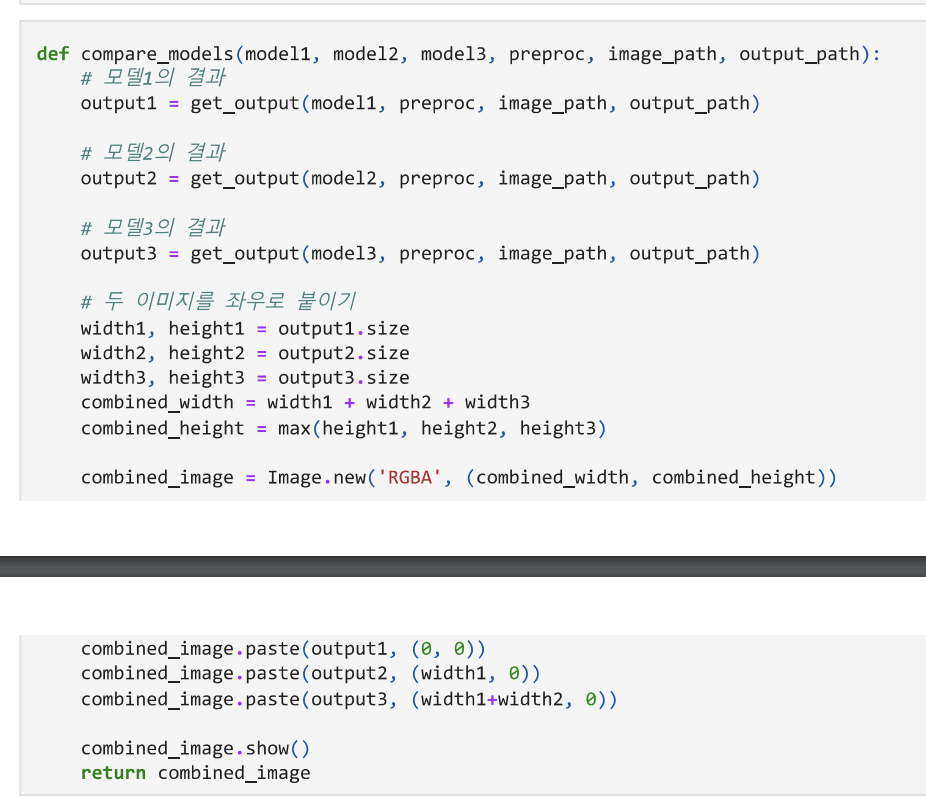 def compare_models(model1, model2, model3, preproc, image_path, output_path):
    # 모델1의 결과
    output1 = get_output(model1, preproc, image_path, output_path)

    # 모델2의 결과
    output2 = get_output(model2, preproc, image_path, output_path)

    # 모델3의 결과
    output3 = get_output(model3, preproc, image_path, output_path)

    # 두 이미지를 좌우로 붙이기
    width1, height1 = output1.size
    width2, height2 = output2.size
    width3, height3 = output3.size
    combined_width = width1 + width2 + width3
    combined_height = max(height1, height2, height3)

    combined_image = Image.new('RGBA', (combined_width, combined_height))
    combined_image.paste(output1, (0, 0))
    combined_image.paste(output2, (width1, 0))
    combined_image.paste(output3, (width1+width2, 0))

    combined_image.show()
    return combined_image